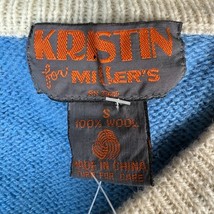 KRISTIN
for MILLER'S
S
100% WOOL
MADE IN CHINA